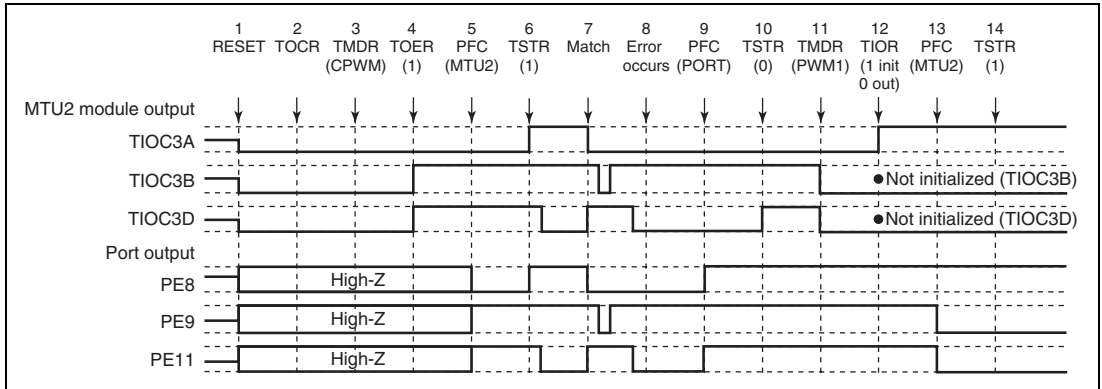 1 2 3 4 5 6 7 8 9 10 11 12 13 14
RESET TOCR TMDR TOER PFC TSTR Match Error PFC TSTR TMDR TIOR PFC TSTR
(CPWM) (1) (MTU2) (1) occurs (PORT) (0) (PWM1) (1 init (MTU2) (1)
0 out)
MTU2 module output
TIOC3A
TIOC3B ●Not initialized (TIOC3B)
TIOC3D ●Not initialized (TIOC3D)
Port output
PE8 High-Z
PE9 High-Z
PE11 High-Z